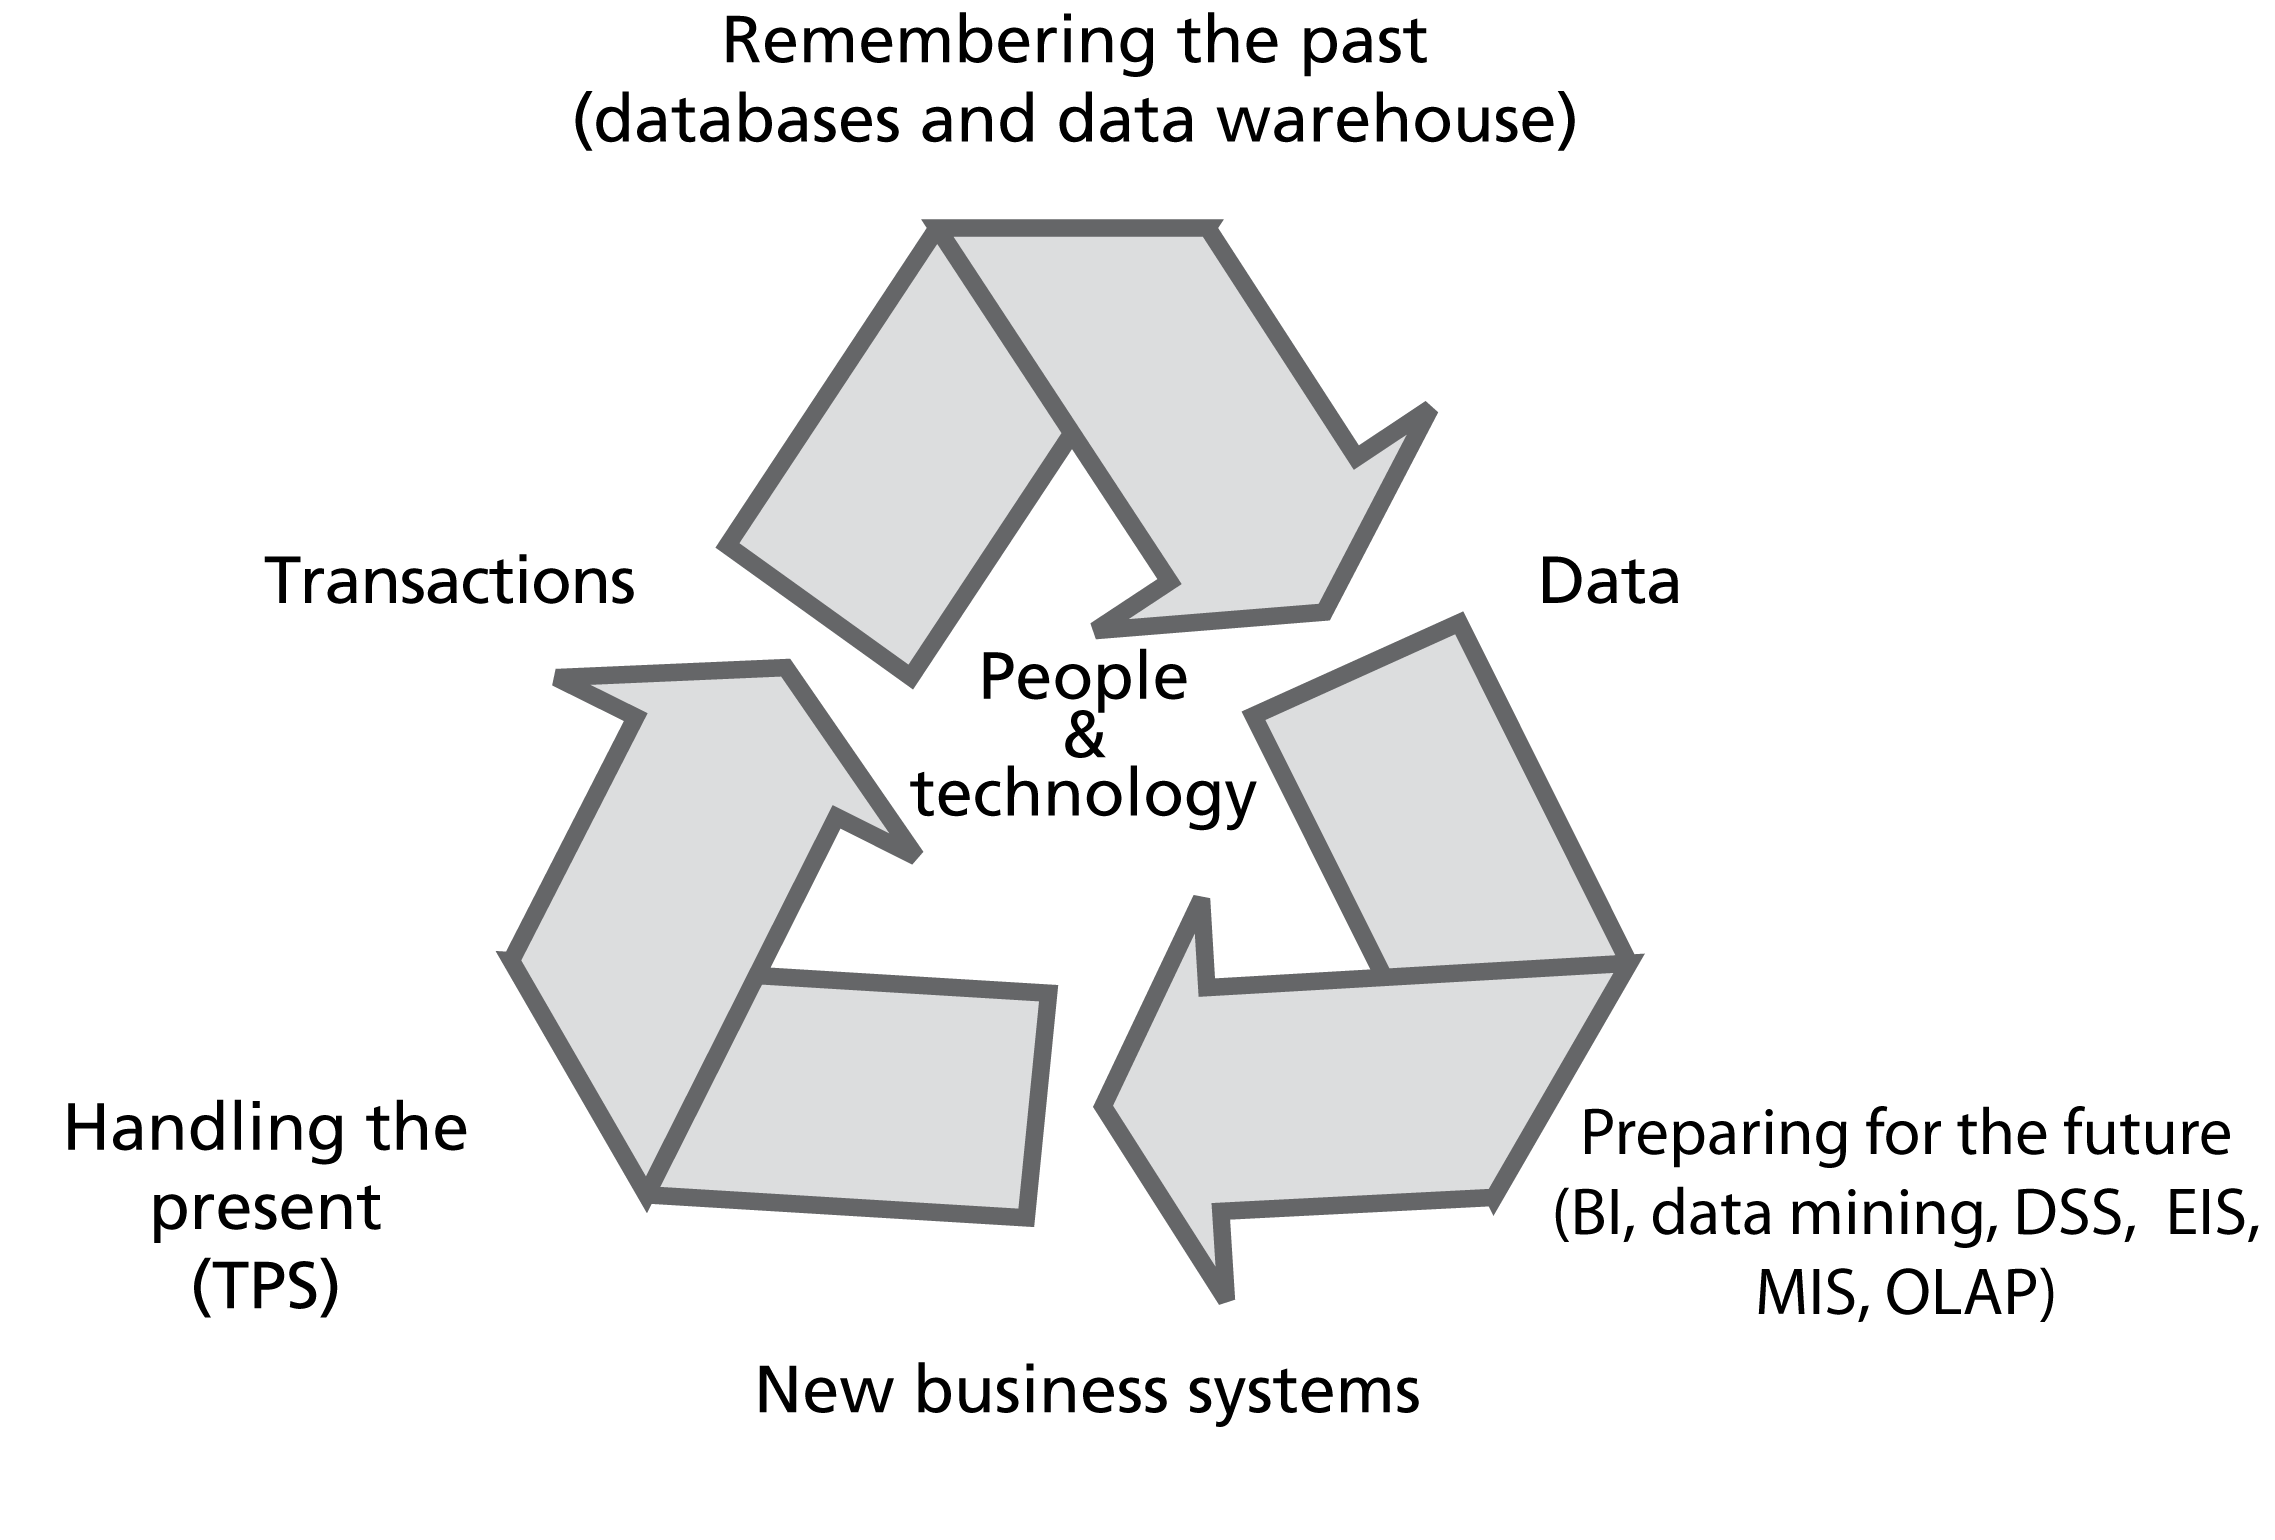 Remembering the past
(databases and data warehouse)
Transactions
Data
People
&
technology
Handling the
present
(TPS)
Preparing for the future
(BI, data mining, DSS, EIS,
MIS, OLAP)
New business systems